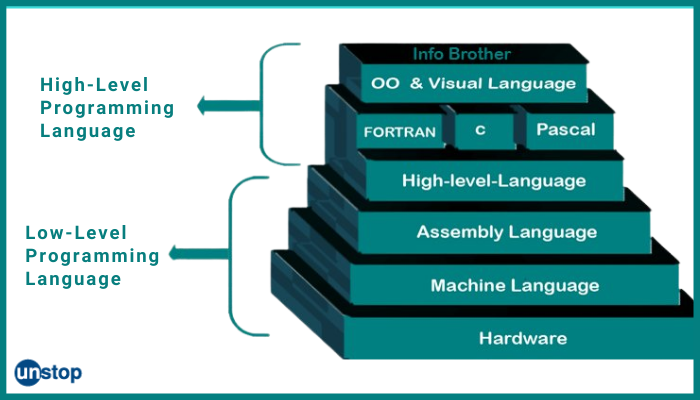 Info Brother
OO & Visual Language
High-Level
Programming
Language
FORTRAN
c
Pascal
High-level-Language
Low-Level
Programming
Language
Assembly Language
Machine Language
Hardware
unstop